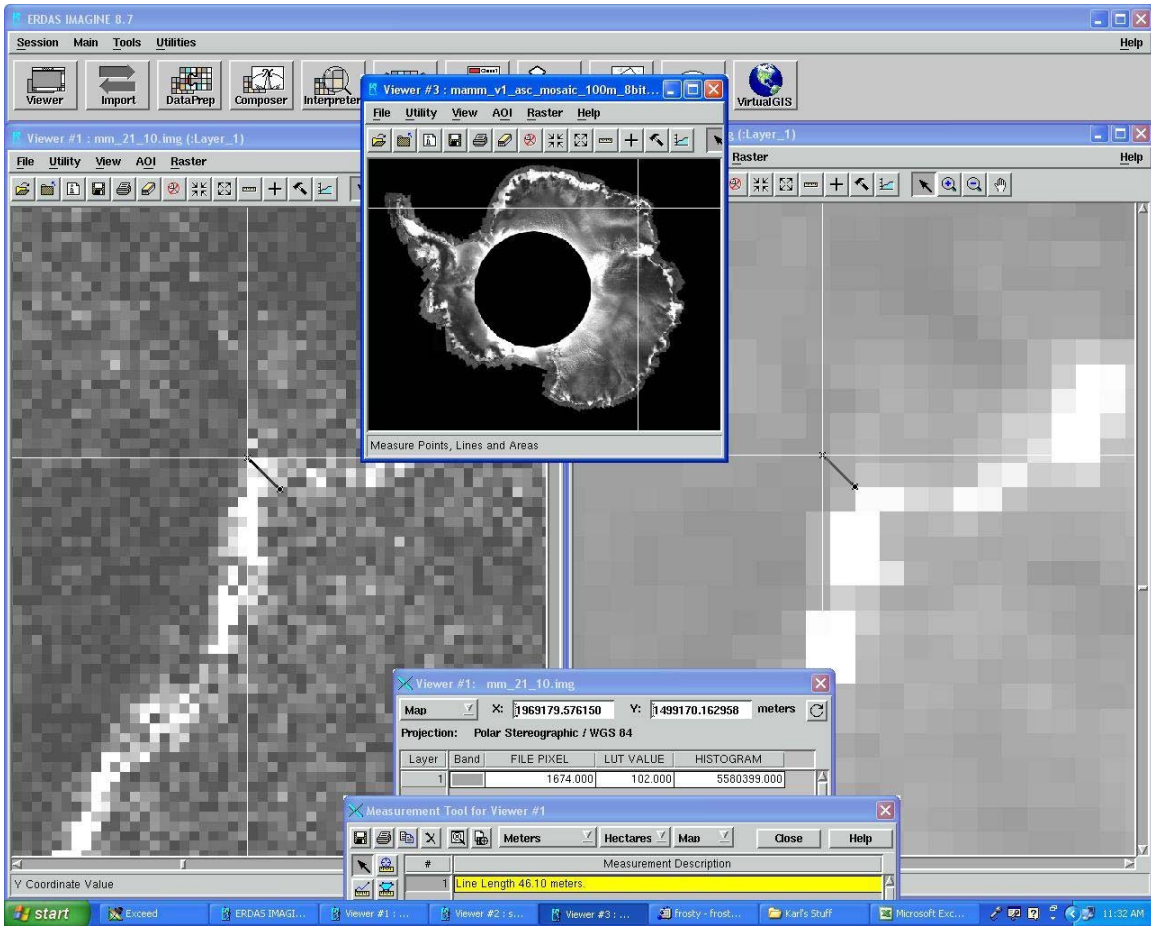 ERDAS IMAGINE 8.7
Session Main Tools Utilities Help
Viewer Import DataPrep Composer Interpreter VirtualGIS
Viewer #3 : mamm_v1_asc_mosaic_100m_8bit...
File Utility View AOI Raster Help
Measure Points, Lines and Areas
Viewer #1 : mm_21_10.img (:Layer_1)
File Utility View AOI Raster
(:Layer_1)
Raster Help
Viewer #1: mm_21_10.img
Map X: 1969179.576150 Y: 1499170.162958 meters
Projection: Polar Stereographic / WGS 84
Layer Band FILE PIXEL LUT VALUE HISTOGRAM
1 1674.000 102.000 5580399.000
Measurement Tool for Viewer #1
Meters Hectares Map Close Help
# Measurement Description
1 Line Length 46.10 meters.
Y Coordinate Value
start Exceed ERDAS IMAGI... Viewer #1 : ... Viewer #2 : s... Viewer #3 : ... frosty - frost... Karl's Stuff Microsoft Exc... 11:32 AM